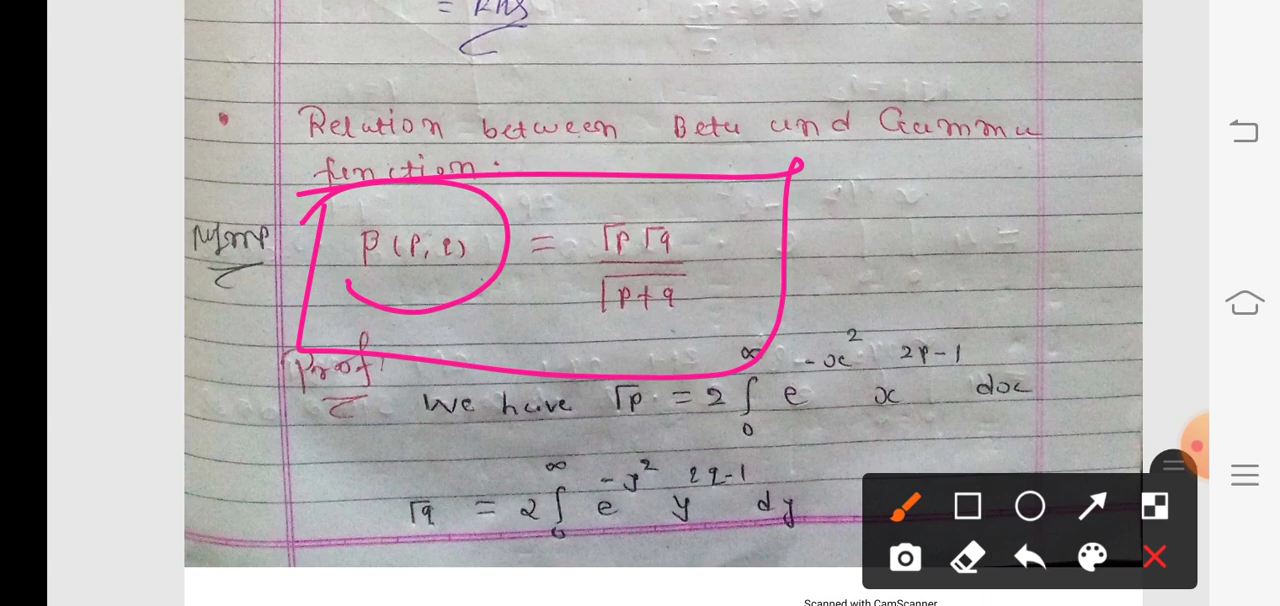 = RHS
• Relation between Beta and Gamma
function.
Imp
β(p, q) = Γp Γq / Γp+q
Proof!
We have Γp = 2 ∫₀^∞ e^{-x²} x^{2p-1} dx
Γq = 2 ∫₀^∞ e^{-y²} y^{2q-1} dy
Scanned with CamScanner